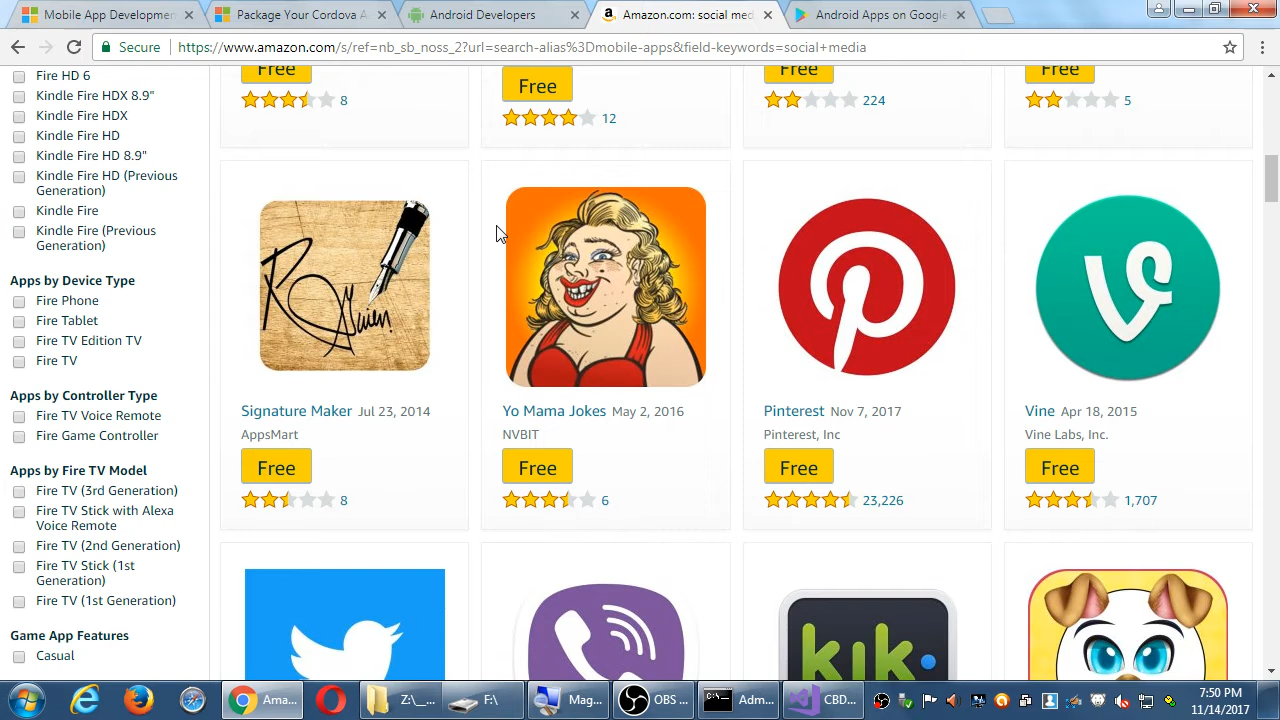 Mobile App Developmen
Package Your Cordova A
Android Developers
Amazon.com: social med
Android Apps on Google
Secure
https://www.amazon.com/s/ref=nb_sb_noss_2?url=search-alias%3Dmobile-apps&field-keywords=social+media
Fire HD 6
Kindle Fire HDX 8.9"
Kindle Fire HDX
Kindle Fire HD
Kindle Fire HD 8.9"
Kindle Fire HD (Previous
Generation)
Kindle Fire
Kindle Fire (Previous
Generation)
Apps by Device Type
Fire Phone
Fire Tablet
Fire TV Edition TV
Fire TV
Apps by Controller Type
Fire TV Voice Remote
Fire Game Controller
Apps by Fire TV Model
Fire TV (3rd Generation)
Fire TV Stick with Alexa
Voice Remote
Fire TV (2nd Generation)
Fire TV Stick (1st
Generation)
Fire TV (1st Generation)
Game App Features
Casual
Free
8
Free
12
Free
224
Free
5
Signature Maker Jul 23, 2014
AppsMart
Free
8
Yo Mama Jokes May 2, 2016
NVBIT
Free
6
Pinterest Nov 7, 2017
Pinterest, Inc
Free
23,226
Vine Apr 18, 2015
Vine Labs, Inc.
Free
1,707
kik
Ama...
Z:\__...
F:\
Mag...
OBS ...
Adm...
CBD...
7:50 PM
11/14/2017